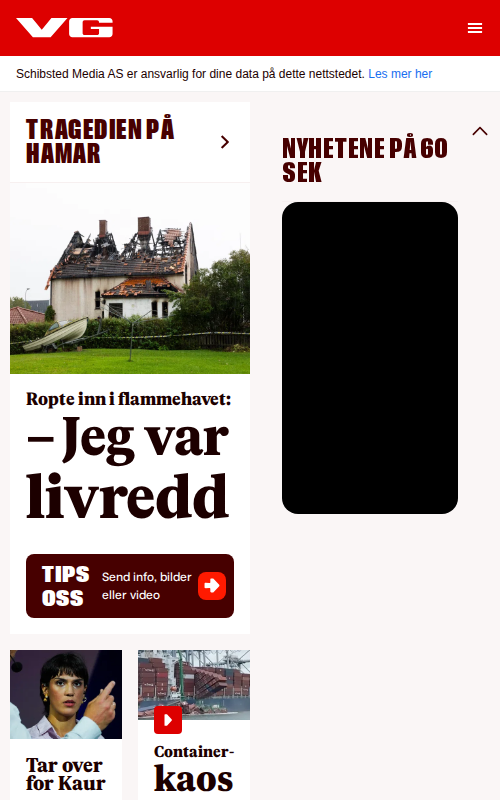 VG
Schibsted Media AS er ansvarlig for dine data på dette nettstedet. Les mer her
TRAGEDIEN PÅ
HAMAR
NYHETENE PÅ 60
SEK
Ropte inn i flammehavet:
– Jeg var
livredd
TIPS
OSS
Send info, bilder
eller video
Tar over
for Kaur
Container-
kaos